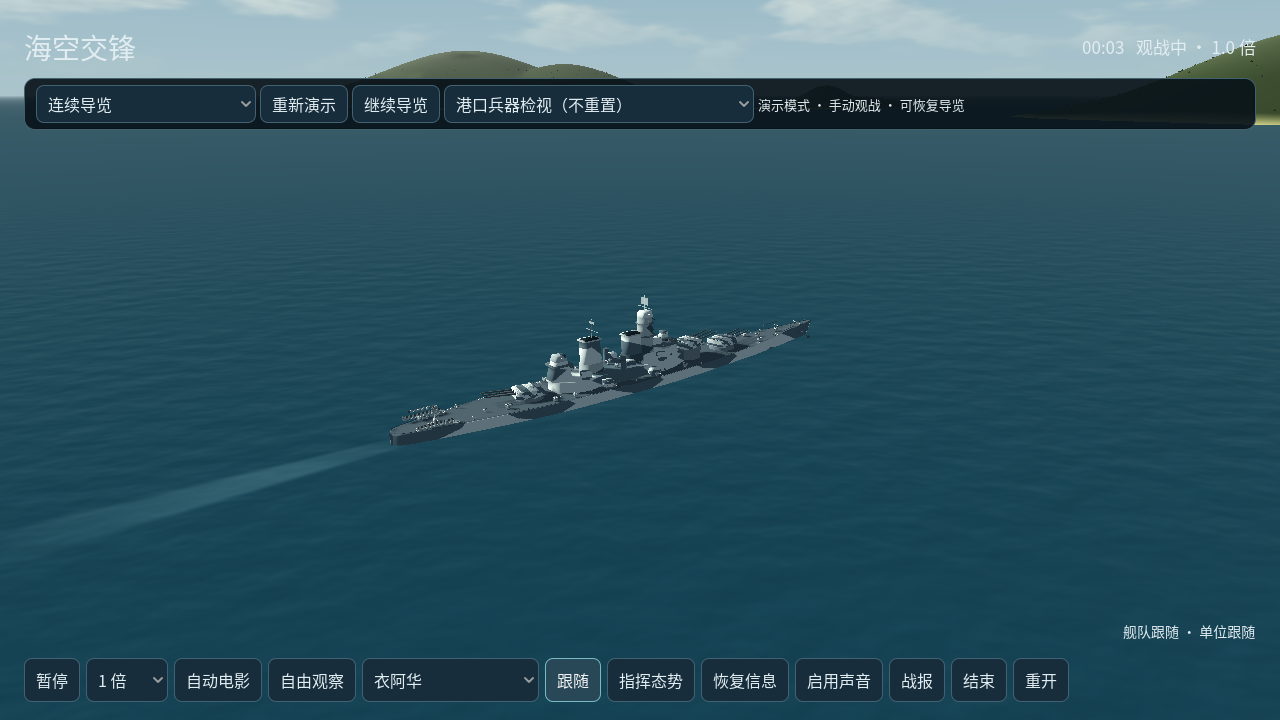 海空交锋
00:03 观战中 · 1.0 倍
连续导览 重新演示 继续导览 港口兵器检视（不重置） 演示模式 · 手动观战 · 可恢复导览
舰队跟随 · 单位跟随
暂停 1 倍 自动电影 自由观察 衣阿华 跟随 指挥态势 恢复信息 启用声音 战报 结束 重开